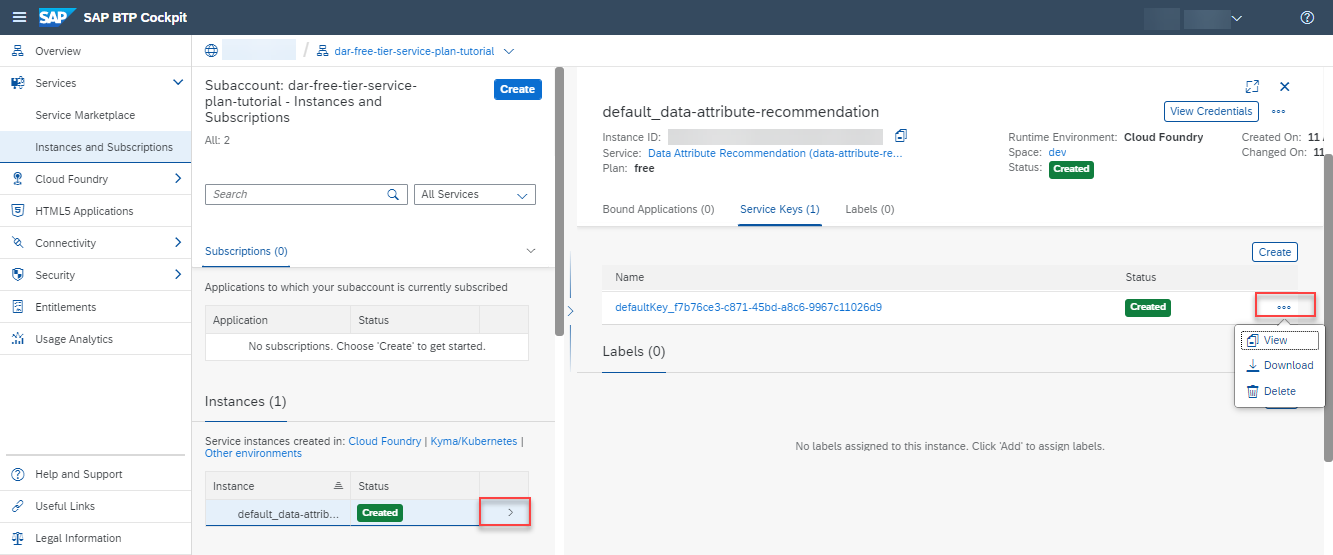 SAP SAP BTP Cockpit
Overview
Services
Service Marketplace
Instances and Subscriptions
Cloud Foundry
HTML5 Applications
Connectivity
Security
Entitlements
Usage Analytics
Help and Support
Useful Links
Legal Information
/ dar-free-tier-service-plan-tutorial
Subaccount: dar-free-tier-service-
plan-tutorial - Instances and
Subscriptions
Create
All: 2
Search
All Services
Subscriptions (0)
Applications to which your subaccount is currently subscribed
Application Status
No subscriptions. Choose 'Create' to get started.
Instances (1)
Service instances created in: Cloud Foundry | Kyma/Kubernetes |
Other environments
Instance Status
default_data-attrib... Created
default_data-attribute-recommendation
View Credentials
Instance ID:
Service: Data Attribute Recommendation (data-attribute-re...
Plan: free
Runtime Environment: Cloud Foundry
Space: dev
Status: Created
Created On: 11
Changed On: 11
Bound Applications (0) Service Keys (1) Labels (0)
Create
Name Status
defaultKey_f7b76ce3-c871-45bd-a8c6-9967c11026d9 Created
View
Download
Delete
Labels (0)
No labels assigned to this instance. Click 'Add' to assign labels.